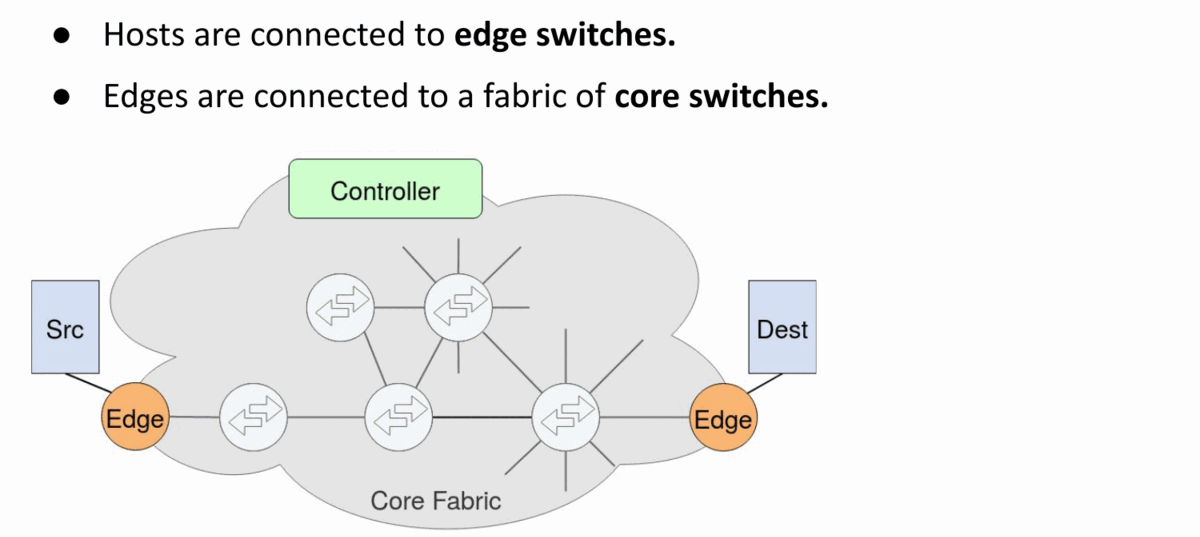 ● Hosts are connected to edge switches.
● Edges are connected to a fabric of core switches.
Controller
Src
Dest
Edge
Edge
Core Fabric